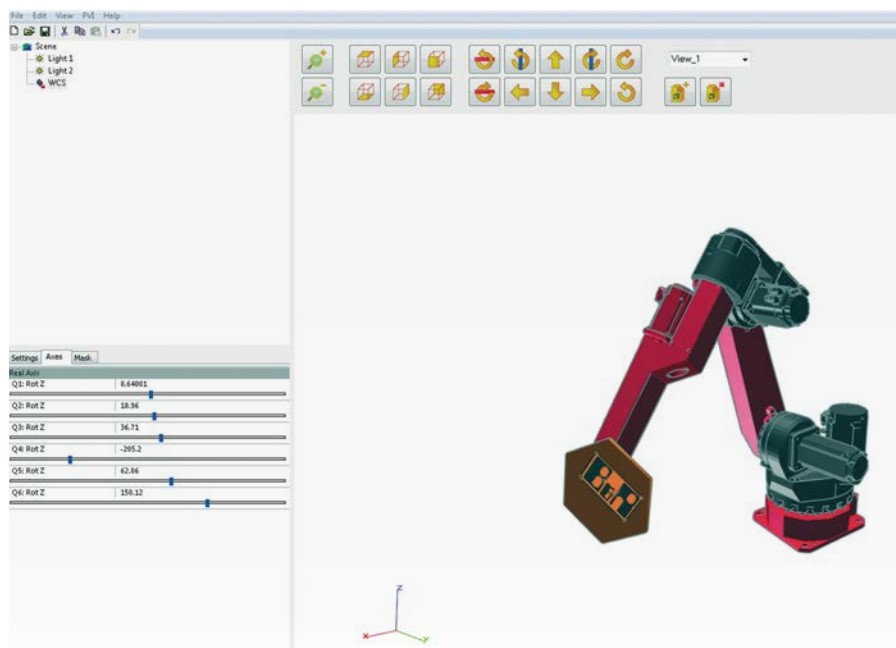 File Edit View PVI Help
Scene
Light 1
Light 2
WCS
View_1
Settings Axes Mask
Real Axis
Q1: Rot Z 8.64001
Q2: Rot Z 18.96
Q3: Rot Z 36.71
Q4: Rot Z -205.2
Q5: Rot Z 62.86
Q6: Rot Z 158.12
Z
X
Y